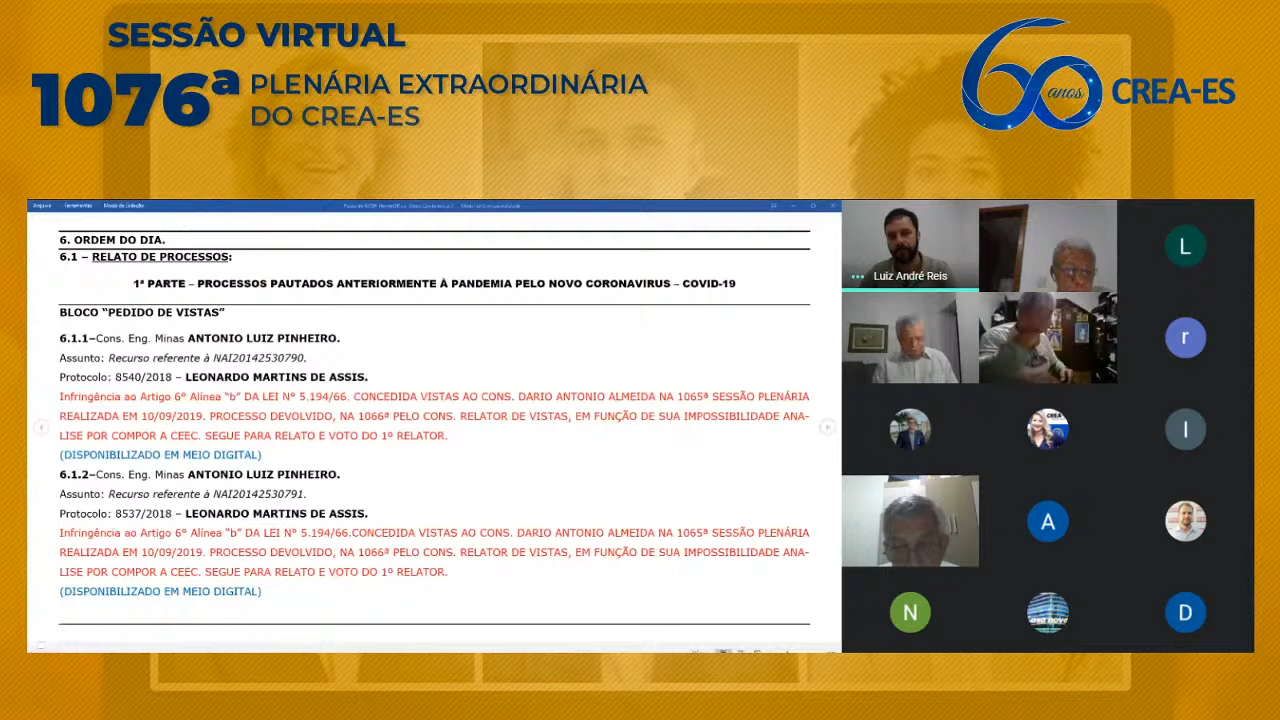 SESSÃO VIRTUAL
1076ª PLENÁRIA EXTRAORDINÁRIA
DO CREA-ES
60 anos CREA-ES
Arquivo Ferramentas Modo de Exibição
6. ORDEM DO DIA.
6.1 – RELATO DE PROCESSOS:
1ª PARTE – PROCESSOS PAUTADOS ANTERIORMENTE À PANDEMIA PELO NOVO CORONAVIRUS – COVID-19
BLOCO “PEDIDO DE VISTAS”
6.1.1–Cons. Eng. Minas ANTONIO LUIZ PINHEIRO.
Assunto: Recurso referente à NAI20142530790.
Protocolo: 8540/2018 – LEONARDO MARTINS DE ASSIS.
Infringência ao Artigo 6º Alínea “b” DA LEI Nº 5.194/66. CONCEDIDA VISTAS AO CONS. DARIO ANTONIO ALMEIDA NA 1065ª SESSÃO PLENÁRIA
REALIZADA EM 10/09/2019. PROCESSO DEVOLVIDO, NA 1066ª PELO CONS. RELATOR DE VISTAS, EM FUNÇÃO DE SUA IMPOSSIBILIDADE ANA-
LISE POR COMPOR A CEEC. SEGUE PARA RELATO E VOTO DO 1º RELATOR.
(DISPONIBILIZADO EM MEIO DIGITAL)
6.1.2–Cons. Eng. Minas ANTONIO LUIZ PINHEIRO.
Assunto: Recurso referente à NAI20142530791.
Protocolo: 8537/2018 – LEONARDO MARTINS DE ASSIS.
Infringência ao Artigo 6º Alínea “b” DA LEI Nº 5.194/66.CONCEDIDA VISTAS AO CONS. DARIO ANTONIO ALMEIDA NA 1065ª SESSÃO PLENÁRIA
REALIZADA EM 10/09/2019. PROCESSO DEVOLVIDO, NA 1066ª PELO CONS. RELATOR DE VISTAS, EM FUNÇÃO DE SUA IMPOSSIBILIDADE ANA-
LISE POR COMPOR A CEEC. SEGUE PARA RELATO E VOTO DO 1º RELATOR.
(DISPONIBILIZADO EM MEIO DIGITAL)
Luiz André Reis
L
r
CREA
I
A
N
D